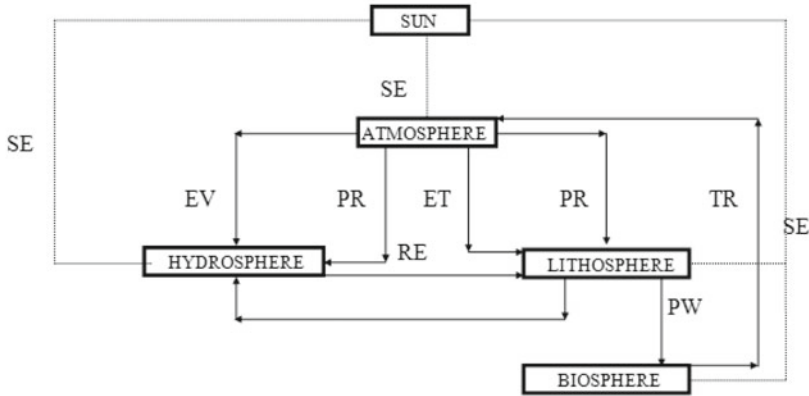 SUN
SE
ATMOSPHERE
SE
EV
PR
ET
PR
TR
SE
RE
HYDROSPHERE
LITHOSPHERE
PW
BIOSPHERE